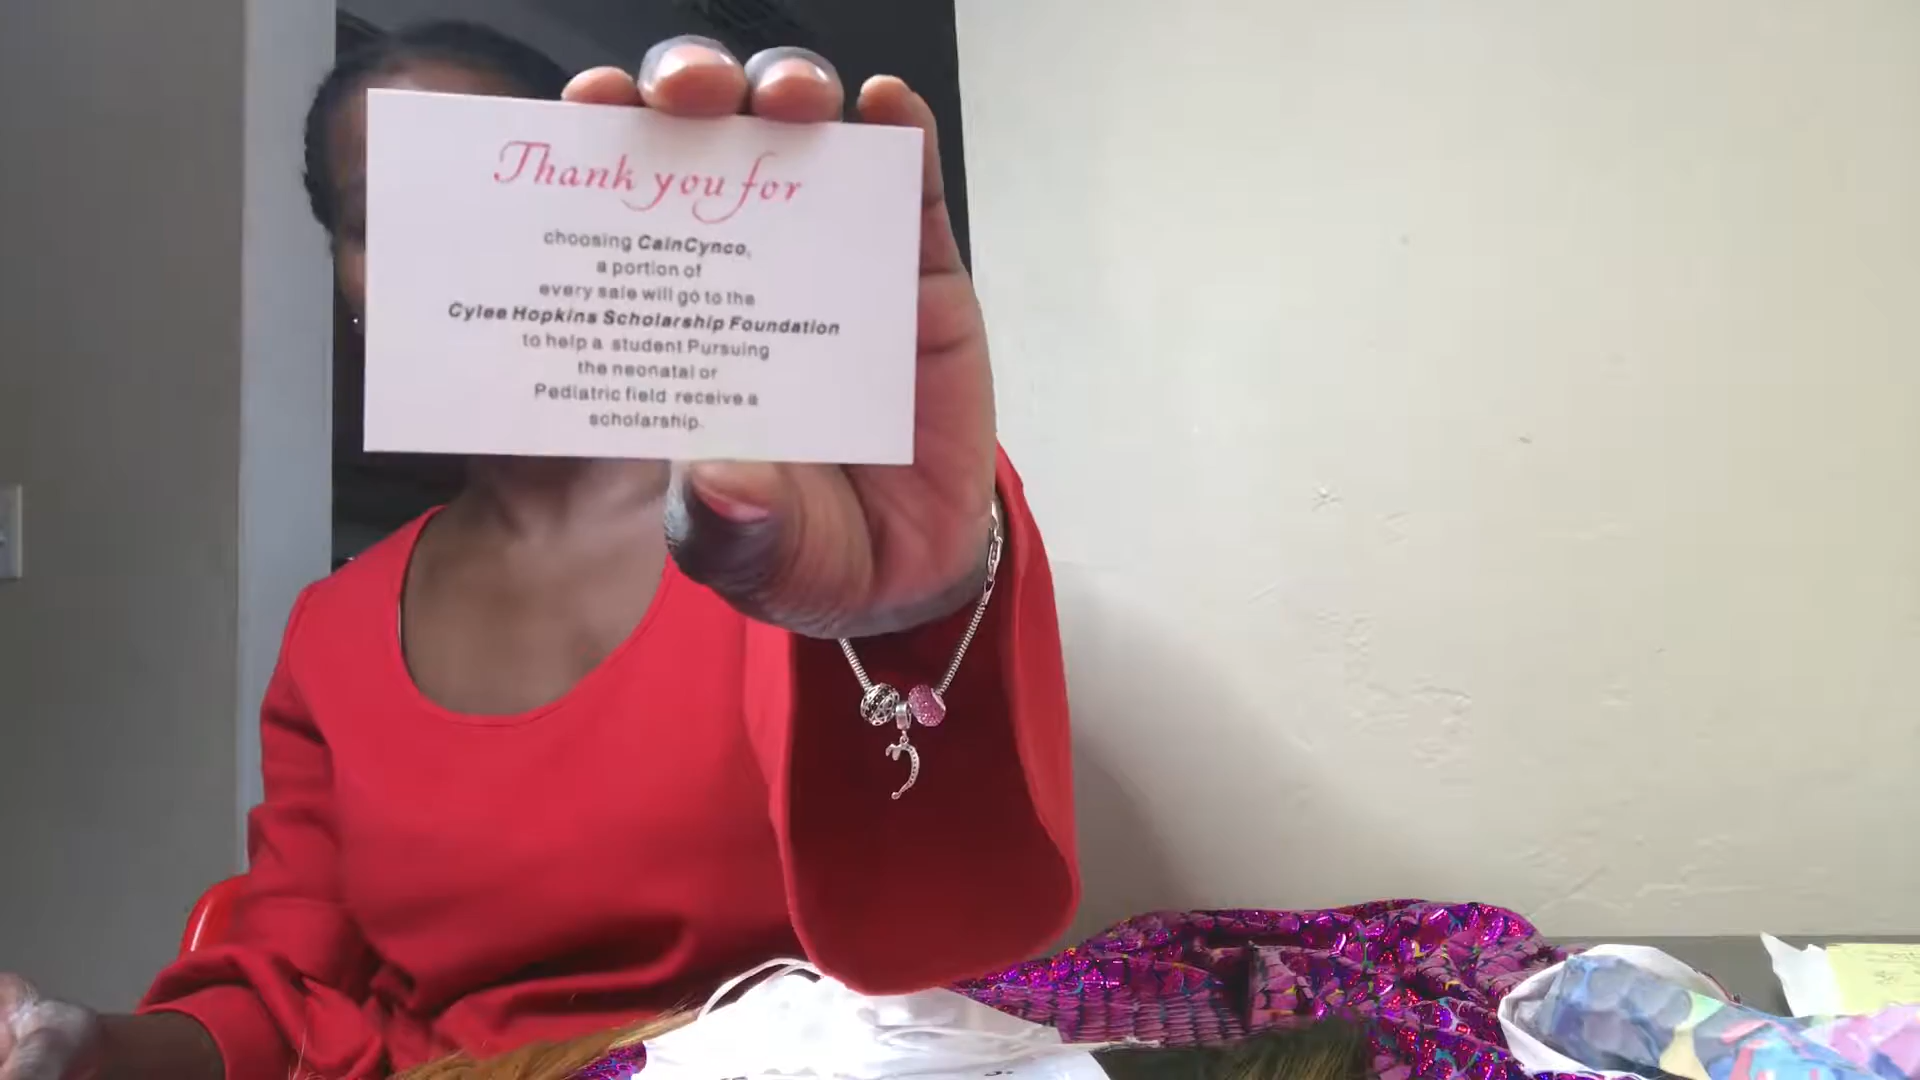 Thank you for
choosing CainCynco,
a portion of
every sale will go to the
Cylee Hopkins Scholarship Foundation
to help a student Pursuing
the neonatal or
Pediatric field receive a
scholarship.